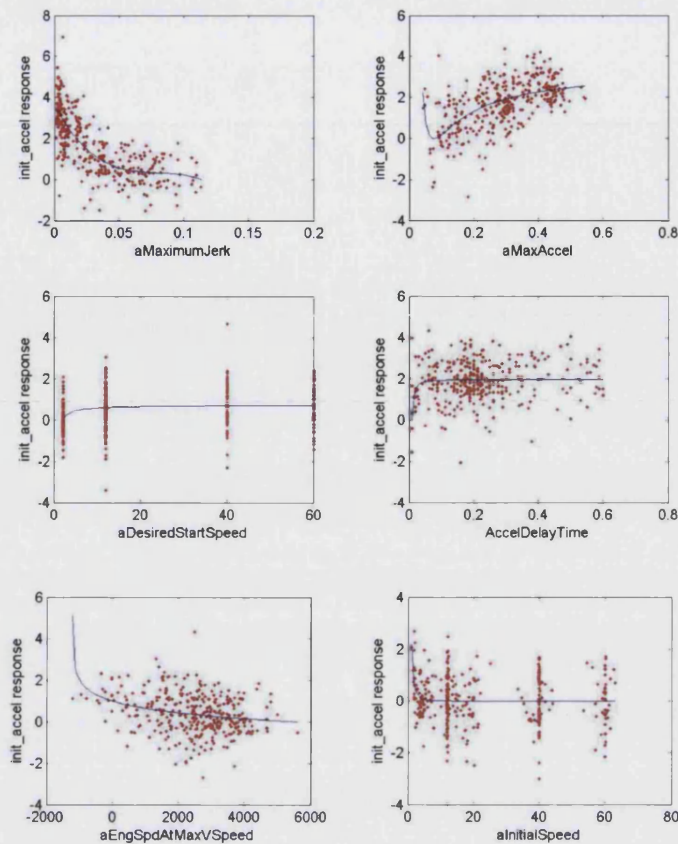 8
6
4
2
0
-2
init_accel response
0 0.05 0.1 0.15 0.2
aMaximumJerk
8
6
4
2
0
-2
-4
init_accel response
0 0.2 0.4 0.6 0.8
aMaxAccel
6
4
2
0
-2
-4
init_accel response
0 20 40 60
aDesiredStartSpeed
6
4
2
0
-2
-4
init_accel response
0 0.2 0.4 0.6 0.8
AccelDelayTime
6
4
2
0
-2
-4
init_accel response
-2000 0 2000 4000 6000
aEngSpdAtMaxVSpeed
4
2
0
-2
-4
init_accel response
0 20 40 60 80
aInitialSpeed